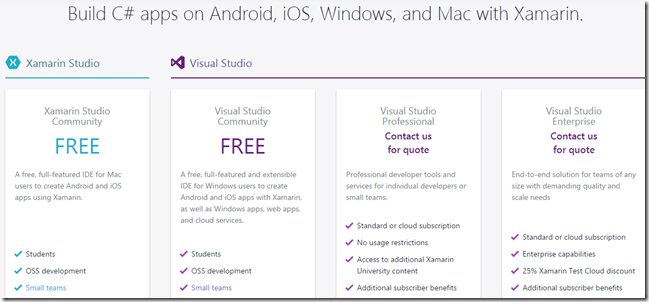 Build C# apps on Android, iOS, Windows, and Mac with Xamarin.
Xamarin Studio
Visual Studio
Xamarin Studio
Community
FREE
A free, full-featured IDE for Mac
users to create Android and iOS
apps using Xamarin.
Students
OSS development
Small teams
Visual Studio
Community
FREE
A free, full-featured and extensible
IDE for Windows users to create
Android and iOS apps with Xamarin,
as well as Windows apps, web apps,
and cloud services.
Students
OSS development
Small teams
Visual Studio
Professional
Contact us
for quote
Professional developer tools and
services for individual developers or
small teams.
Standard or cloud subscription
No usage restrictions
Access to additional Xamarin
University content
Additional subscriber benefits
Visual Studio
Enterprise
Contact us
for quote
End-to-end solution for teams of any
size with demanding quality and
scale needs
Standard or cloud subscription
Enterprise capabilities
25% Xamarin Test Cloud discount
Additional subscriber benefits